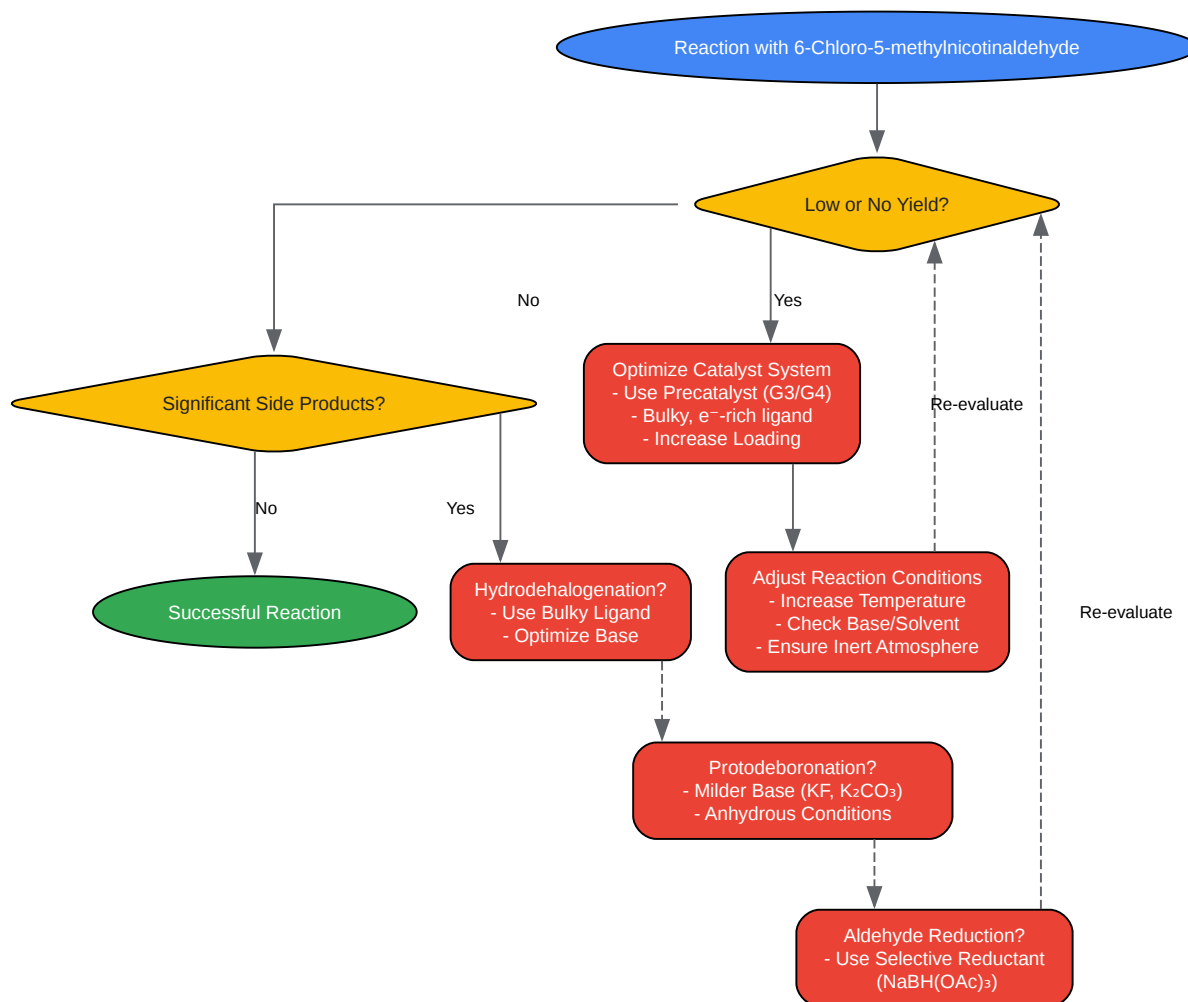 Reaction with 6-Chloro-5-methylnicotinaldehyde
Low or No Yield?
No
Yes
Significant Side Products?
Optimize Catalyst System
- Use Precatalyst (G3/G4)
- Bulky, e⁻-rich ligand
- Increase Loading
Re-evaluate
No
Yes
Successful Reaction
Hydrodehalogenation?
- Use Bulky Ligand
- Optimize Base
Adjust Reaction Conditions
- Increase Temperature
- Check Base/Solvent
- Ensure Inert Atmosphere
Re-evaluate
Protodeboronation?
- Milder Base (KF, K₂CO₃)
- Anhydrous Conditions
Aldehyde Reduction?
- Use Selective Reductant
(NaBH(OAc)₃)